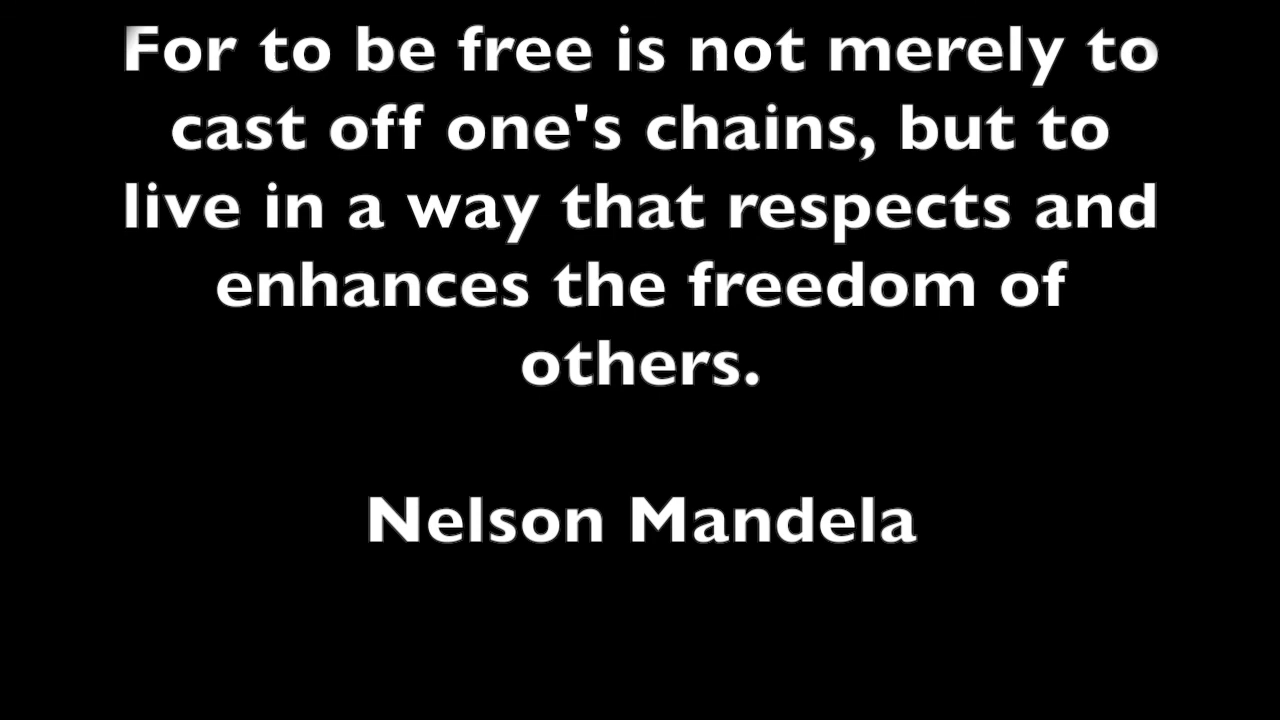 For to be free is not merely to
cast off one's chains, but to
live in a way that respects and
enhances the freedom of
others.
Nelson Mandela